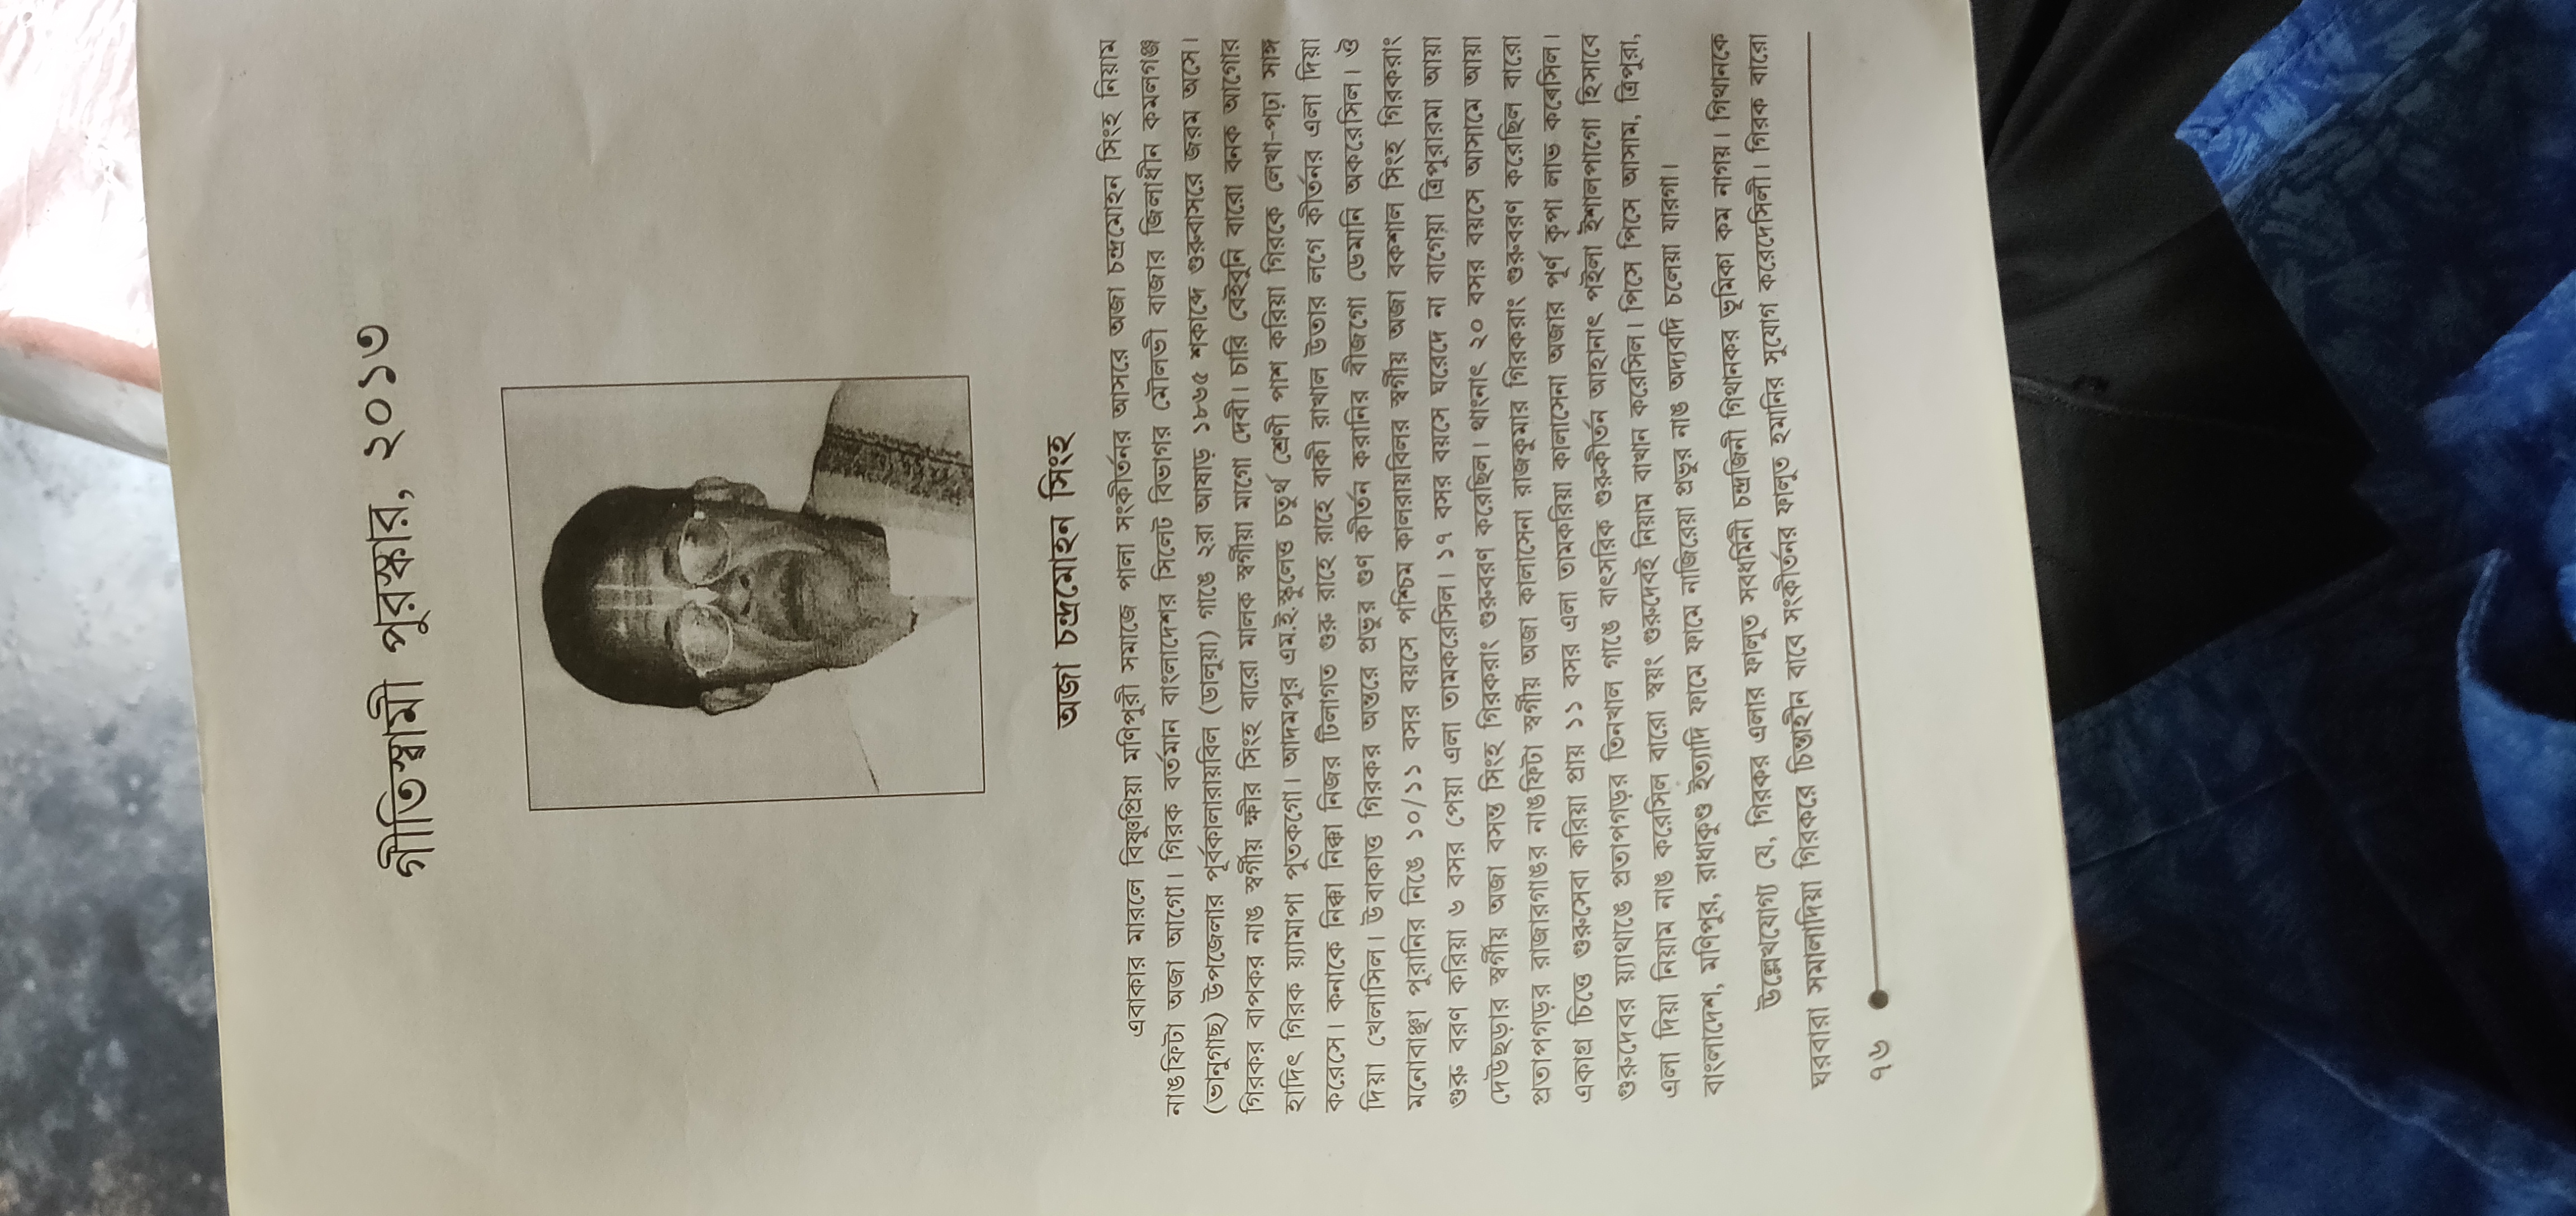 গীতিস্বামী পুরস্কার, ২০১৩
অজা চন্দ্রমোহন সিংহ
এবাকার মারলে বিষ্ণুপ্রিয়া মণিপুরী সমাজে পালা সংকীর্তনর আসরে অজা চন্দ্রমোহন সিংহ নিয়াম
নাঙফিটা অজা আগো। গিরক বর্তমান বাংলাদেশর সিলেট বিভাগর মৌলভী বাজার জিলাধীন কমলগঞ্জ
(ভানুগাছ) উপজেলার পূর্বকালারায়বিল (ডালুয়া) গাঙে ২রা আষাড় ১৮৬৫ শকাব্দে গুরুবাসরে জরম অসে।
গিরকর বাপকর নাঙ স্বর্গীয় ক্ষীর সিংহ বারো মালক স্বর্গীয়া মাগো দেবী। চারি বেইবুনি বারো বনক আগোর
হাদিৎ গিরক য়্যামাপা পুতকগো। আদমপুর এম.ই.স্কুলেত্ত চতুর্থ শ্রেণী পাশ করিয়া গিরকে লেখা-পঢ়া সাঙ্গ
করেসে। কনাকে নিক্কা নিক্কা নিজর টিলাগত গুরু রাহে রাহে বাকী রাখাল উতার লগে কীর্তনর এলা দিয়া
দিয়া খেলাসিল। উবাকাত্ত গিরকর অন্তরে প্রভুর গুণ কীর্তন করানির বীজগো ডেমানি অকরেসিল। ঔ
মনোবাঞ্ছা পুরানির নিঙে ১০/১১ বসর বয়সে পশ্চিম কালরায়বিলর স্বর্গীয় অজা বকশাল সিংহ গিরকরাং
গুরু বরণ করিয়া ৬ বসর পেয়া এলা তামকরেসিল। ১৭ বসর বয়সে ঘরেদে না বাগেয়া ত্রিপুরারমা আয়া
দেউছড়ার স্বর্গীয় অজা বসন্ত সিংহ গিরকরাং গুরুবরণ করেছিল। থাংনাৎ ২০ বসর বয়সে আসামে আয়া
প্রতাপগড়র রাজারগাঙর নাঙফিটা স্বর্গীয় অজা কালাসেনা রাজকুমার গিরকরাং গুরুবরণ করেছিল বারো
একাগ্র চিত্তে গুরুসেবা করিয়া প্রায় ১১ বসর এলা তামকরিয়া কালাসেনা অজার পূর্ণ কৃপা লাভ কৰেসিল।
গুরুদেবর য়্যাথাঙে প্রতাপগড়র তিনখাল গাঙে বাৎসরিক গুরুকীর্তন আহানাৎ পইলা ইশালপাগো হিসাবে
এলা দিয়া নিয়াম নাঙ করেসিল বারো স্বয়ং গুরুদেবই নিয়াম বাখান করেসিল। পিসে পিসে আসাম, ত্রিপুরা,
বাংলাদেশ, মণিপুর, রাধাকুণ্ড ইত্যাদি ফামে ফামে নাজিরেয়া প্রভুর নাঙ অদ্যবদি চলেয়া যারগা।
উল্লেখযোগ্য যে, গিরকর এলার ফালুত সবধর্মিনী চন্দ্রজিনী গিথানকর ভূমিকা কম নাগয়। গিথানকে
ঘরবারা সমালাদিয়া গিরকরে চিন্তাহীন বাবে সংকীর্তনর ফালুত হমানির সুযোগ করেদেসিলী। গিরক বারো
৭৬